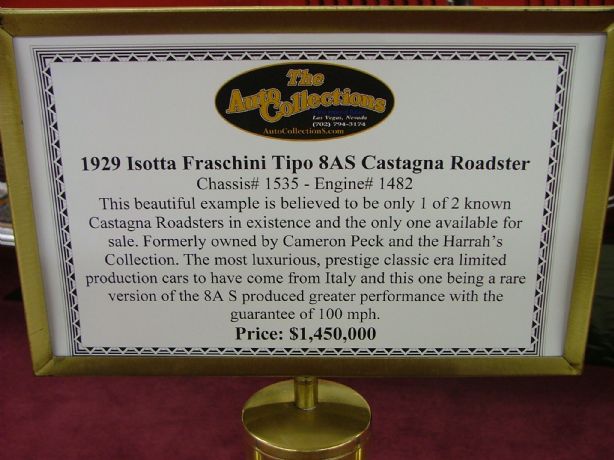 The
Auto
Collections
Las Vegas, Nevada
(702) 794-3174
AutoCollectionS.com
1929 Isotta Fraschini Tipo 8AS Castagna Roadster
Chassis# 1535 - Engine# 1482
This beautiful example is believed to be only 1 of 2 known
Castagna Roadsters in existence and the only one available for
sale. Formerly owned by Cameron Peck and the Harrah's
Collection. The most luxurious, prestige classic era limited
production cars to have come from Italy and this one being a rare
version of the 8A S produced greater performance with the
guarantee of 100 mph.
Price: $1,450,000